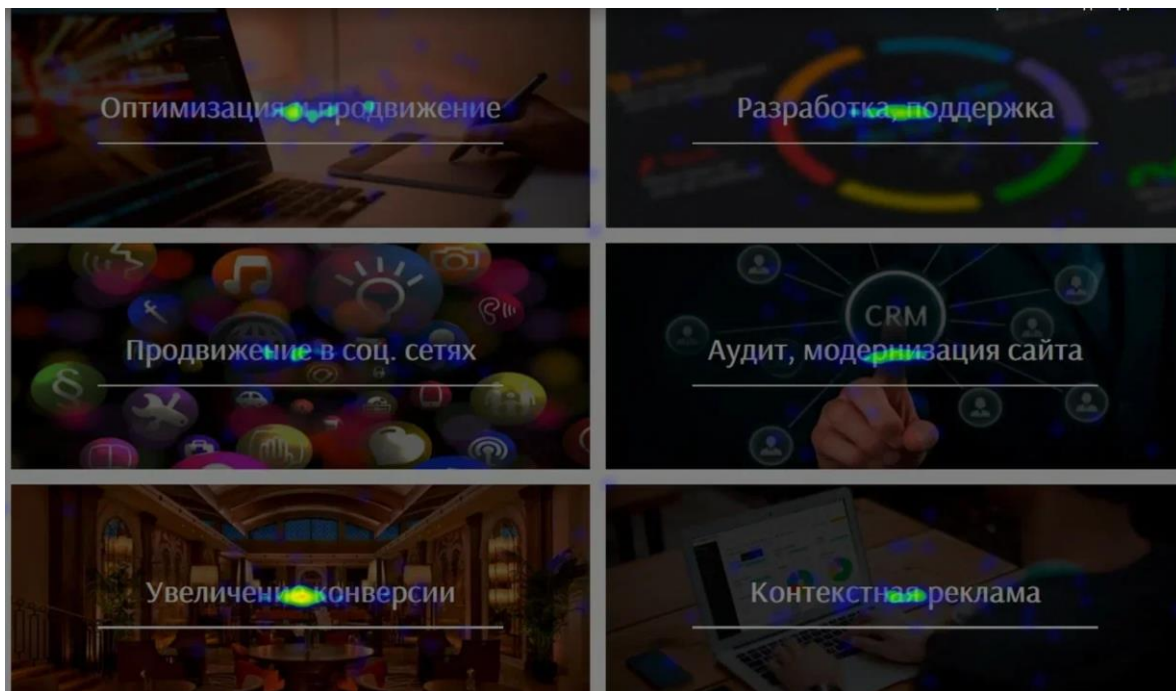 Оптимизация и продвижение
Разработка, поддержка
CRM
Продвижение в соц. сетях
Аудит, модернизация сайта
Увеличение конверсии
Контекстная реклама